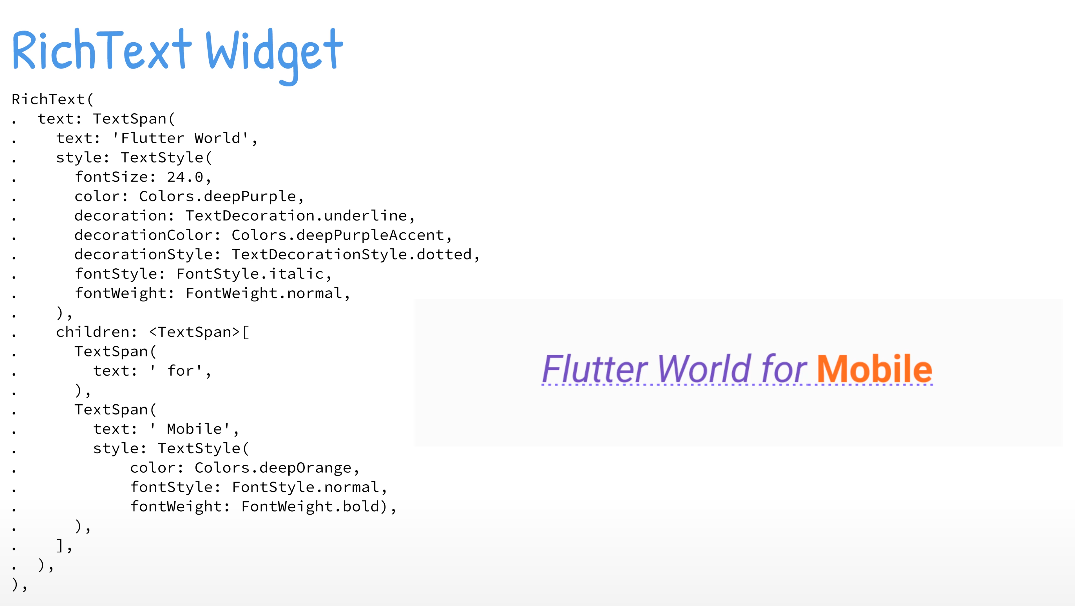 RichText Widget
RichText(
.  text: TextSpan(
.    text: 'Flutter World',
.    style: TextStyle(
.      fontSize: 24.0,
.      color: Colors.deepPurple,
.      decoration: TextDecoration.underline,
.      decorationColor: Colors.deepPurpleAccent,
.      decorationStyle: TextDecorationStyle.dotted,
.      fontStyle: FontStyle.italic,
.      fontWeight: FontWeight.normal,
.    ),
.    children: <TextSpan>[
.      TextSpan(
.        text: ' for',
.      ),
.      TextSpan(
.        text: ' Mobile',
.        style: TextStyle(
.            color: Colors.deepOrange,
.            fontStyle: FontStyle.normal,
.            fontWeight: FontWeight.bold),
.      ),
.    ],
.  ),
),
Flutter World for Mobile